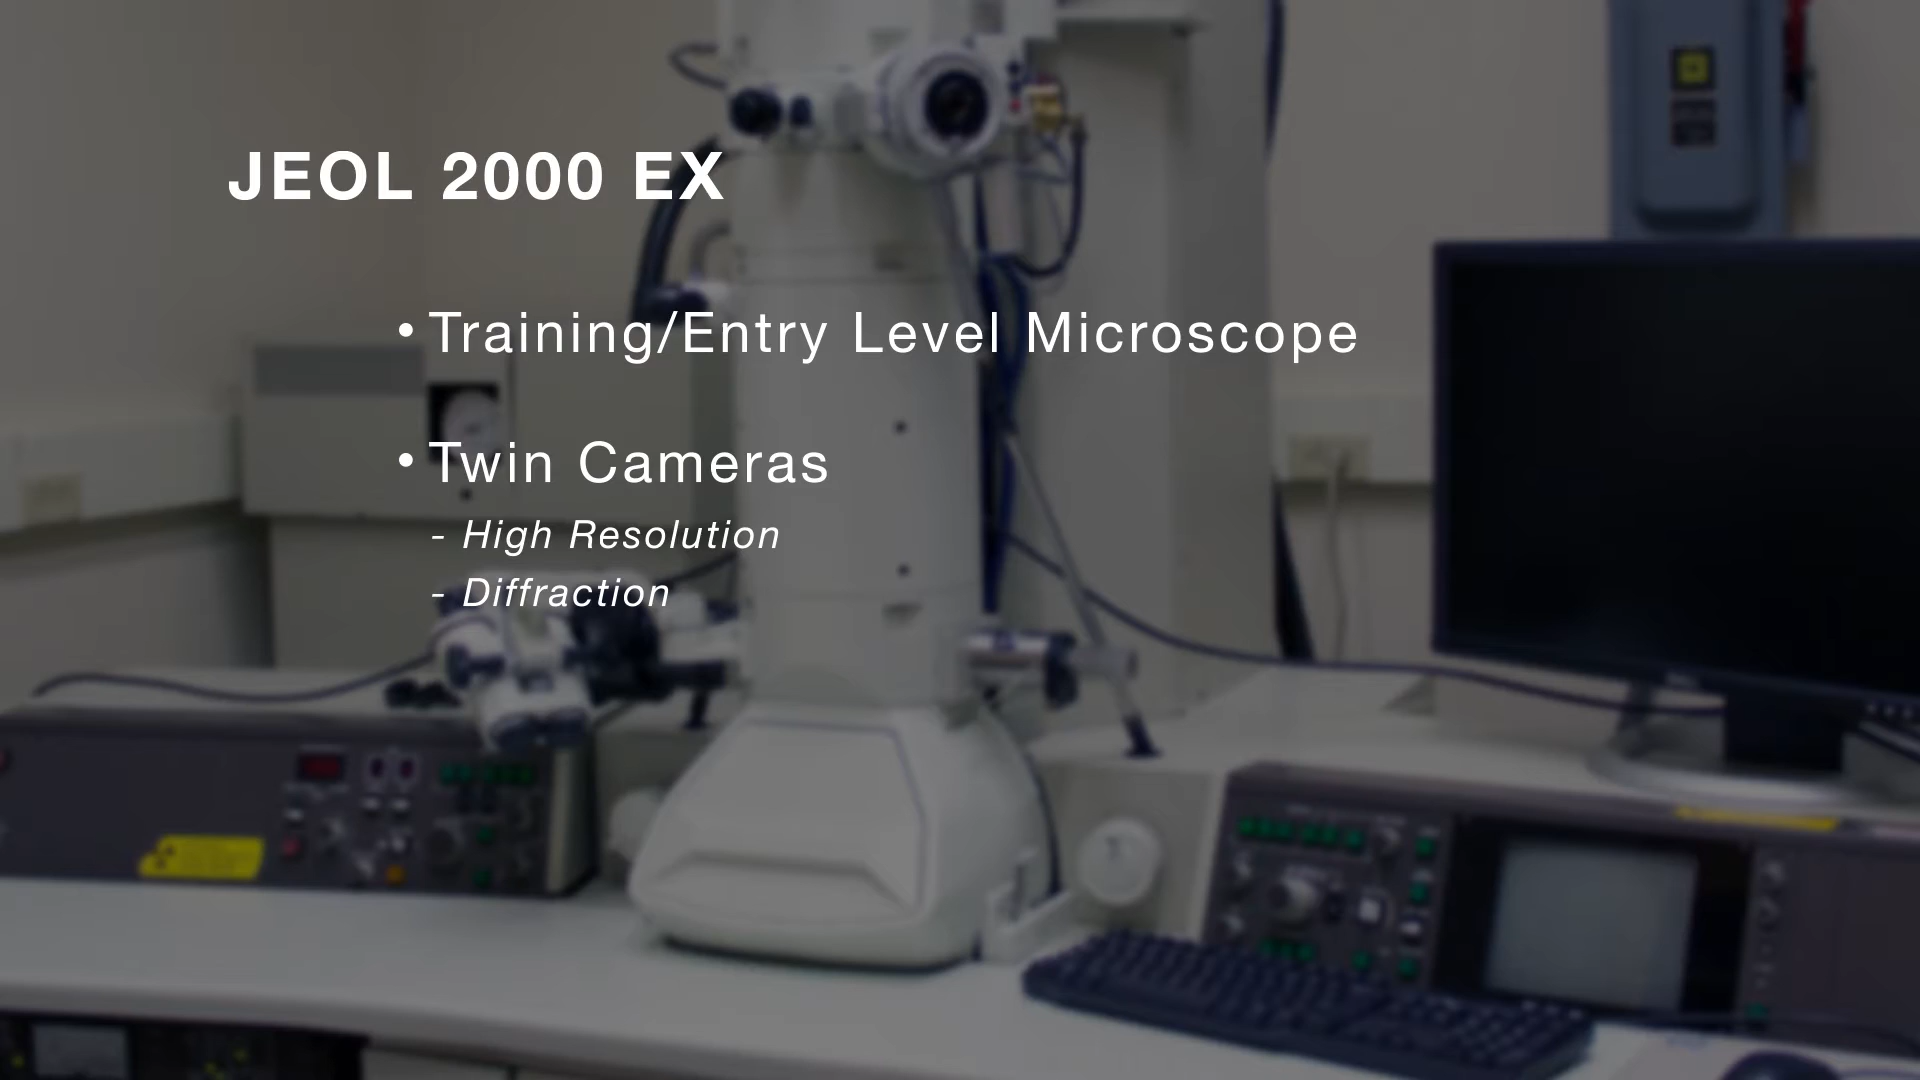 JEOL 2000 EX
• Training/Entry Level Microscope
• Twin Cameras
- High Resolution
- Diffraction